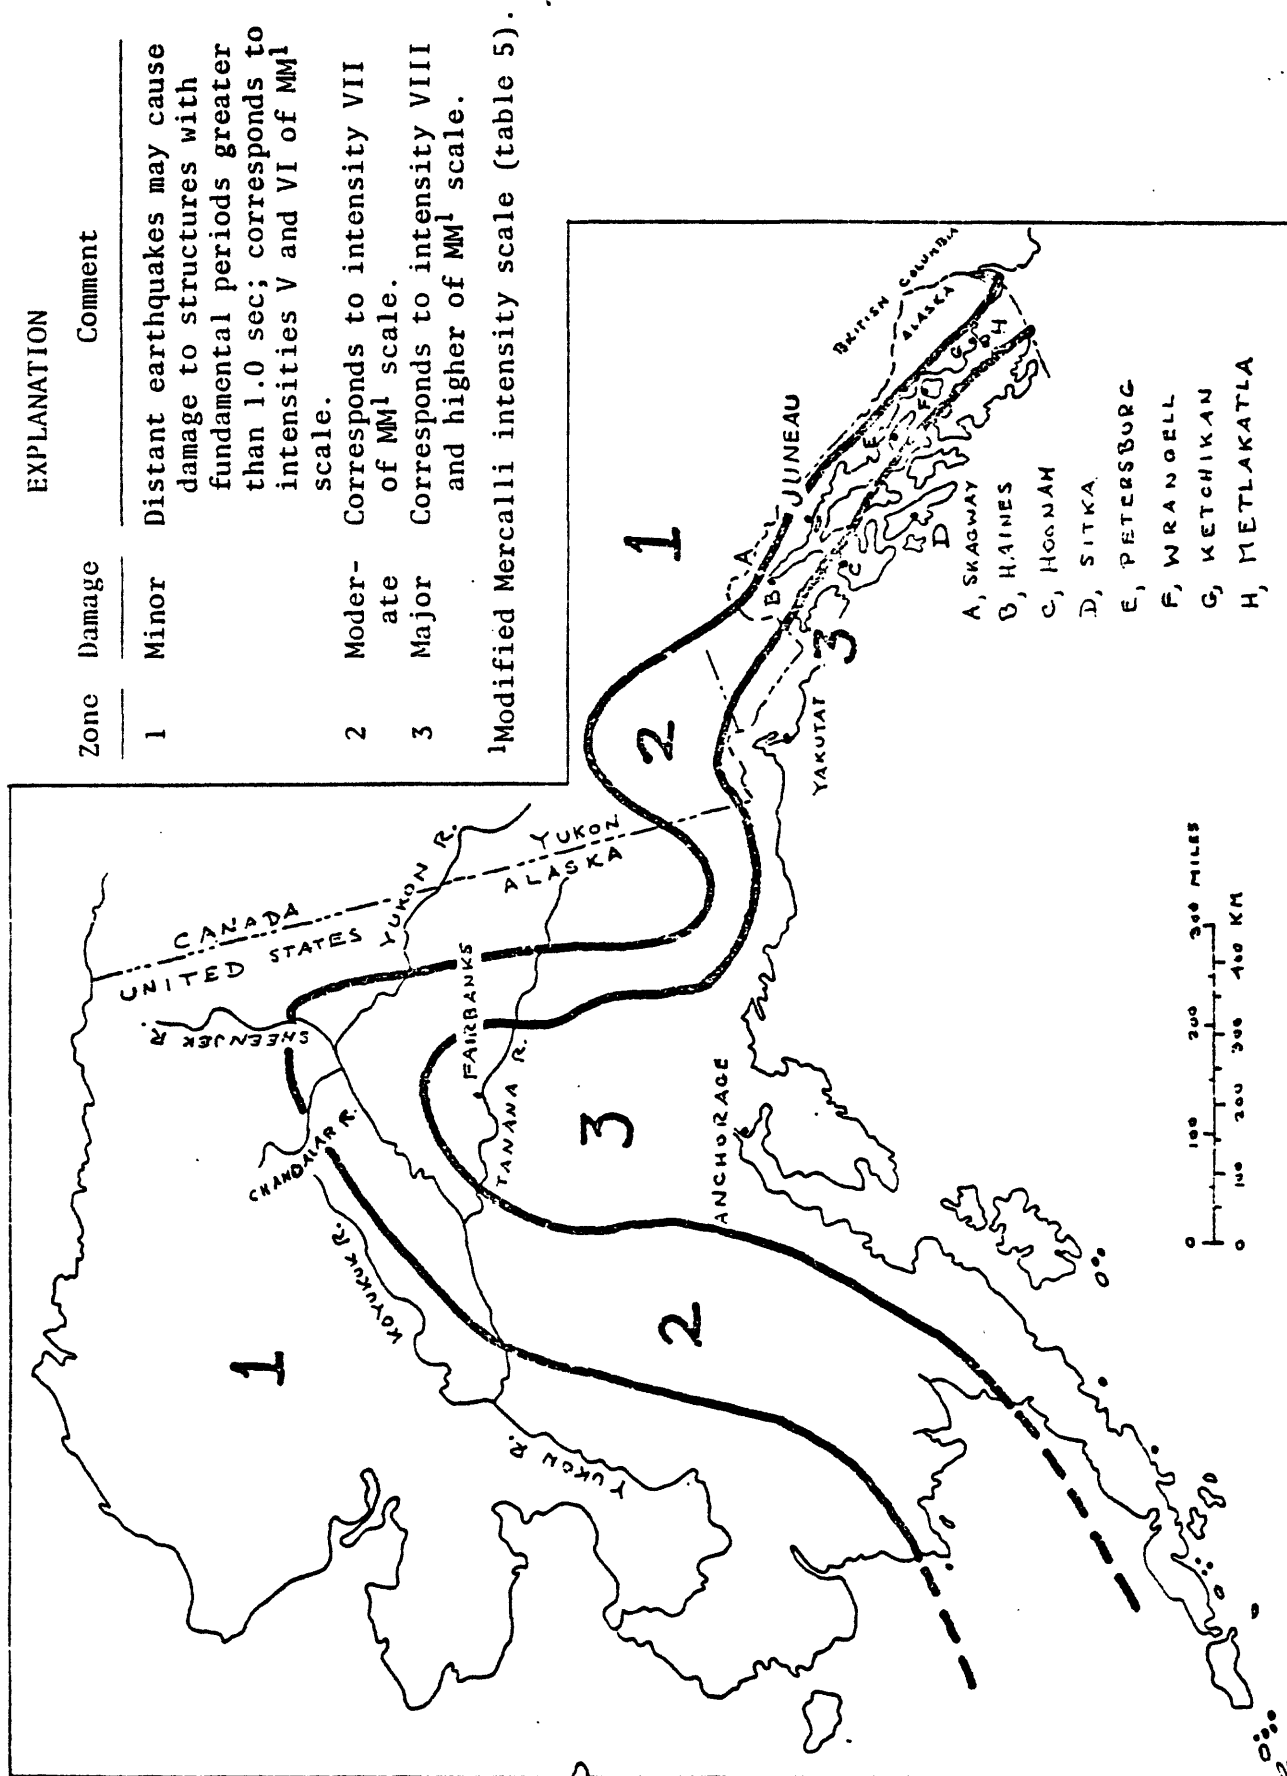 EXPLANATION
Zone Damage Comment
1 Minor Distant earthquakes may cause
damage to structures with
fundamental periods greater
than 1.0 sec; corresponds to
intensities V and VI of MM1
scale.
2 Moder- Corresponds to intensity VII
ate of MM1 scale.
3 Major Corresponds to intensity VIII
and higher of MM1 scale.
1Modified Mercalli intensity scale (table 5).
CANADA
UNITED STATES
SHEENJEK R.
CHANDALAR R.
KOYUKUK R.
YUKON R.
YUKON R.
YUKON
ALASKA
FAIRBANKS
TANANA R.
ANCHORAGE
1
2
3
2
1
3
YAKUTAT
JUNEAU
BRITISH COLUMBIA
ALASKA
A
B
C
D
E
F
G
H
A, SKAGWAY
B, HAINES
C, HOONAH
D, SITKA
E, PETERSBURG
F, WRANGELL
G, KETCHIKAN
H, METLAKATLA
0 100 200 300 MILES
0 100 200 300 400 KM